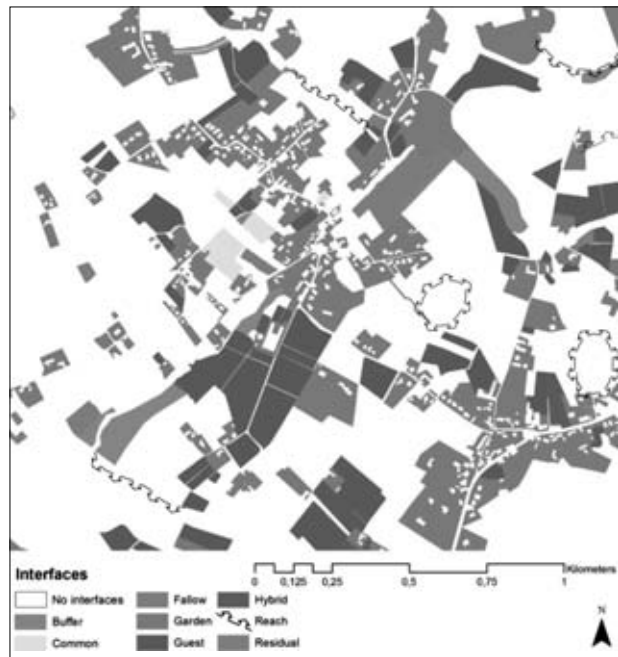 Kilometers
0 0,125 0,25 0,5 0,75 1
Interfaces
No interfaces Fallow Hybrid
Buffer Garden Reach
Common Guest Residual
N